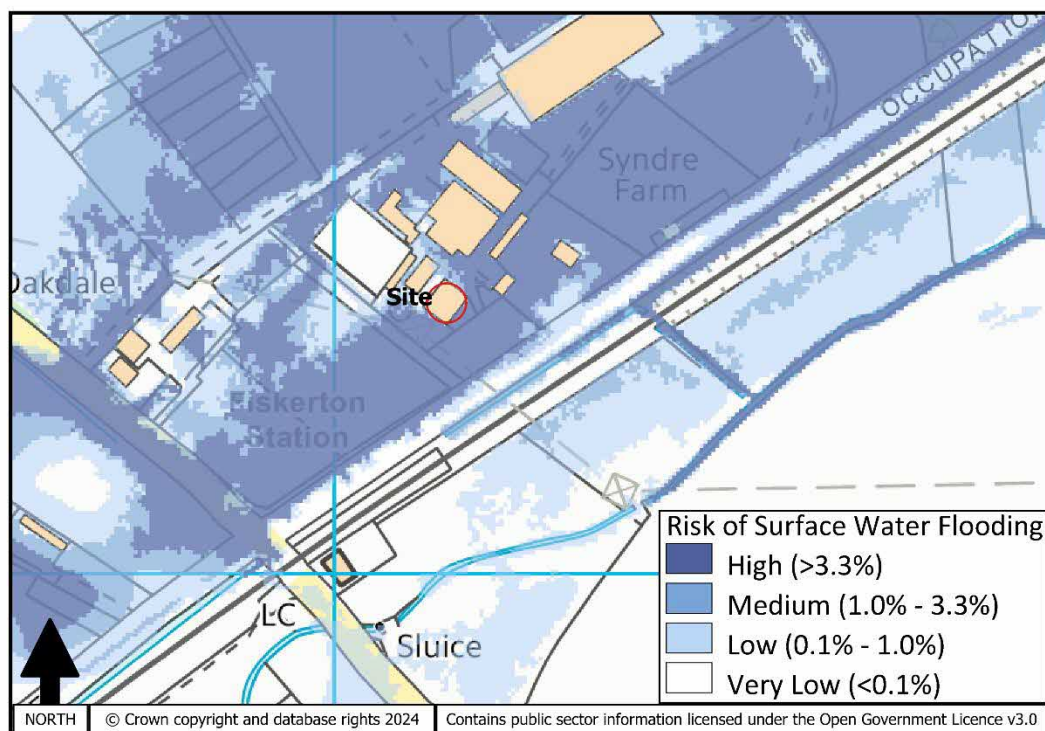 OCCUPATION
Syndre
Farm
Oakdale
Site
Fiskerton
Station
LC
Sluice
Risk of Surface Water Flooding
High (>3.3%)
Medium (1.0% - 3.3%)
Low (0.1% - 1.0%)
Very Low (<0.1%)
NORTH
© Crown copyright and database rights 2024
Contains public sector information licensed under the Open Government Licence v3.0